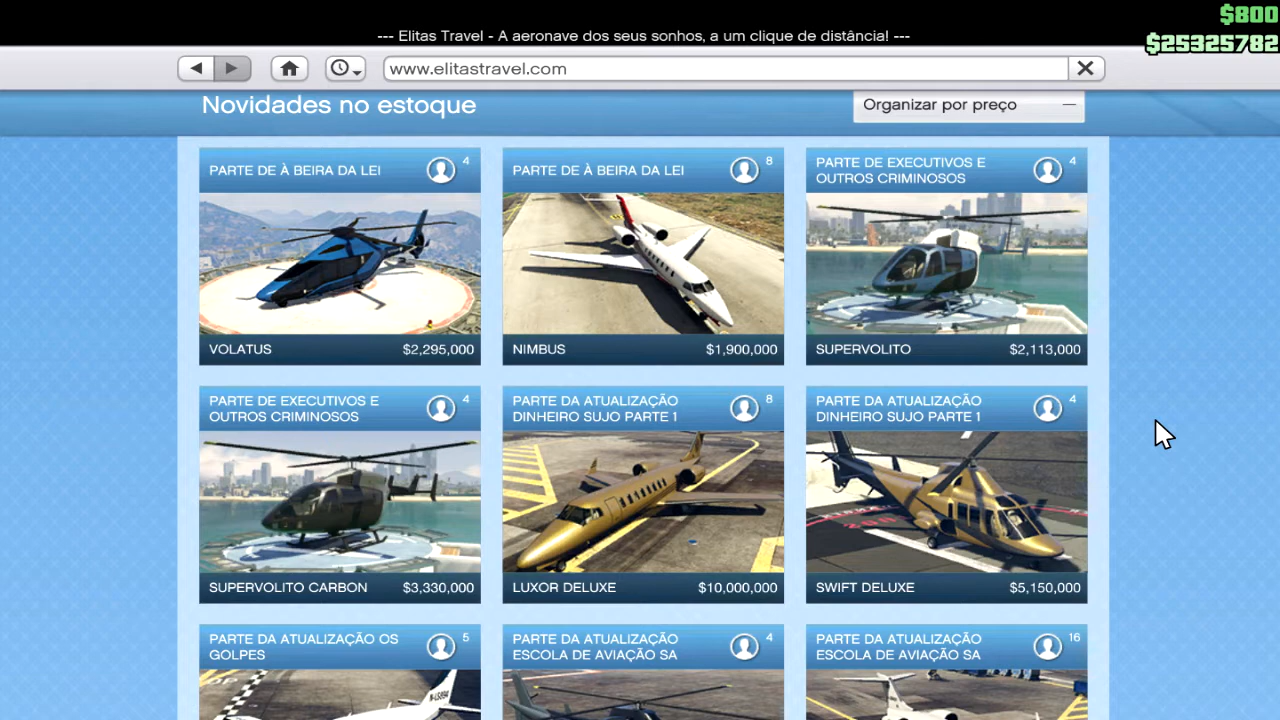 $800
--- Elitas Travel - A aeronave dos seus sonhos, a um clique de distância! ---
$25325782
www.elitastravel.com
Novidades no estoque
Organizar por preço
PARTE DE À BEIRA DA LEI
4
PARTE DE À BEIRA DA LEI
8
PARTE DE EXECUTIVOS E
OUTROS CRIMINOSOS
4
VOLATUS
$2,295,000
NIMBUS
$1,900,000
SUPERVOLITO
$2,113,000
PARTE DE EXECUTIVOS E
OUTROS CRIMINOSOS
4
PARTE DA ATUALIZAÇÃO
DINHEIRO SUJO PARTE 1
8
PARTE DA ATUALIZAÇÃO
DINHEIRO SUJO PARTE 1
4
SUPERVOLITO CARBON
$3,330,000
LUXOR DELUXE
$10,000,000
SWIFT DELUXE
$5,150,000
PARTE DA ATUALIZAÇÃO OS
GOLPES
5
PARTE DA ATUALIZAÇÃO
ESCOLA DE AVIAÇÃO SA
4
PARTE DA ATUALIZAÇÃO
ESCOLA DE AVIAÇÃO SA
16